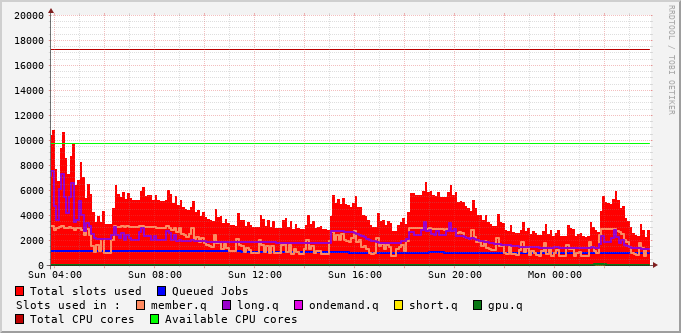 20000
18000
16000
14000
12000
10000
8000
6000
4000
2000
0
Sun 04:00 Sun 08:00 Sun 12:00 Sun 16:00 Sun 20:00 Mon 00:00
Total slots used Queued Jobs
Slots used in : member.q long.q ondemand.q short.q gpu.q
Total CPU cores Available CPU cores
RRDTOOL / TOBI OETIKER